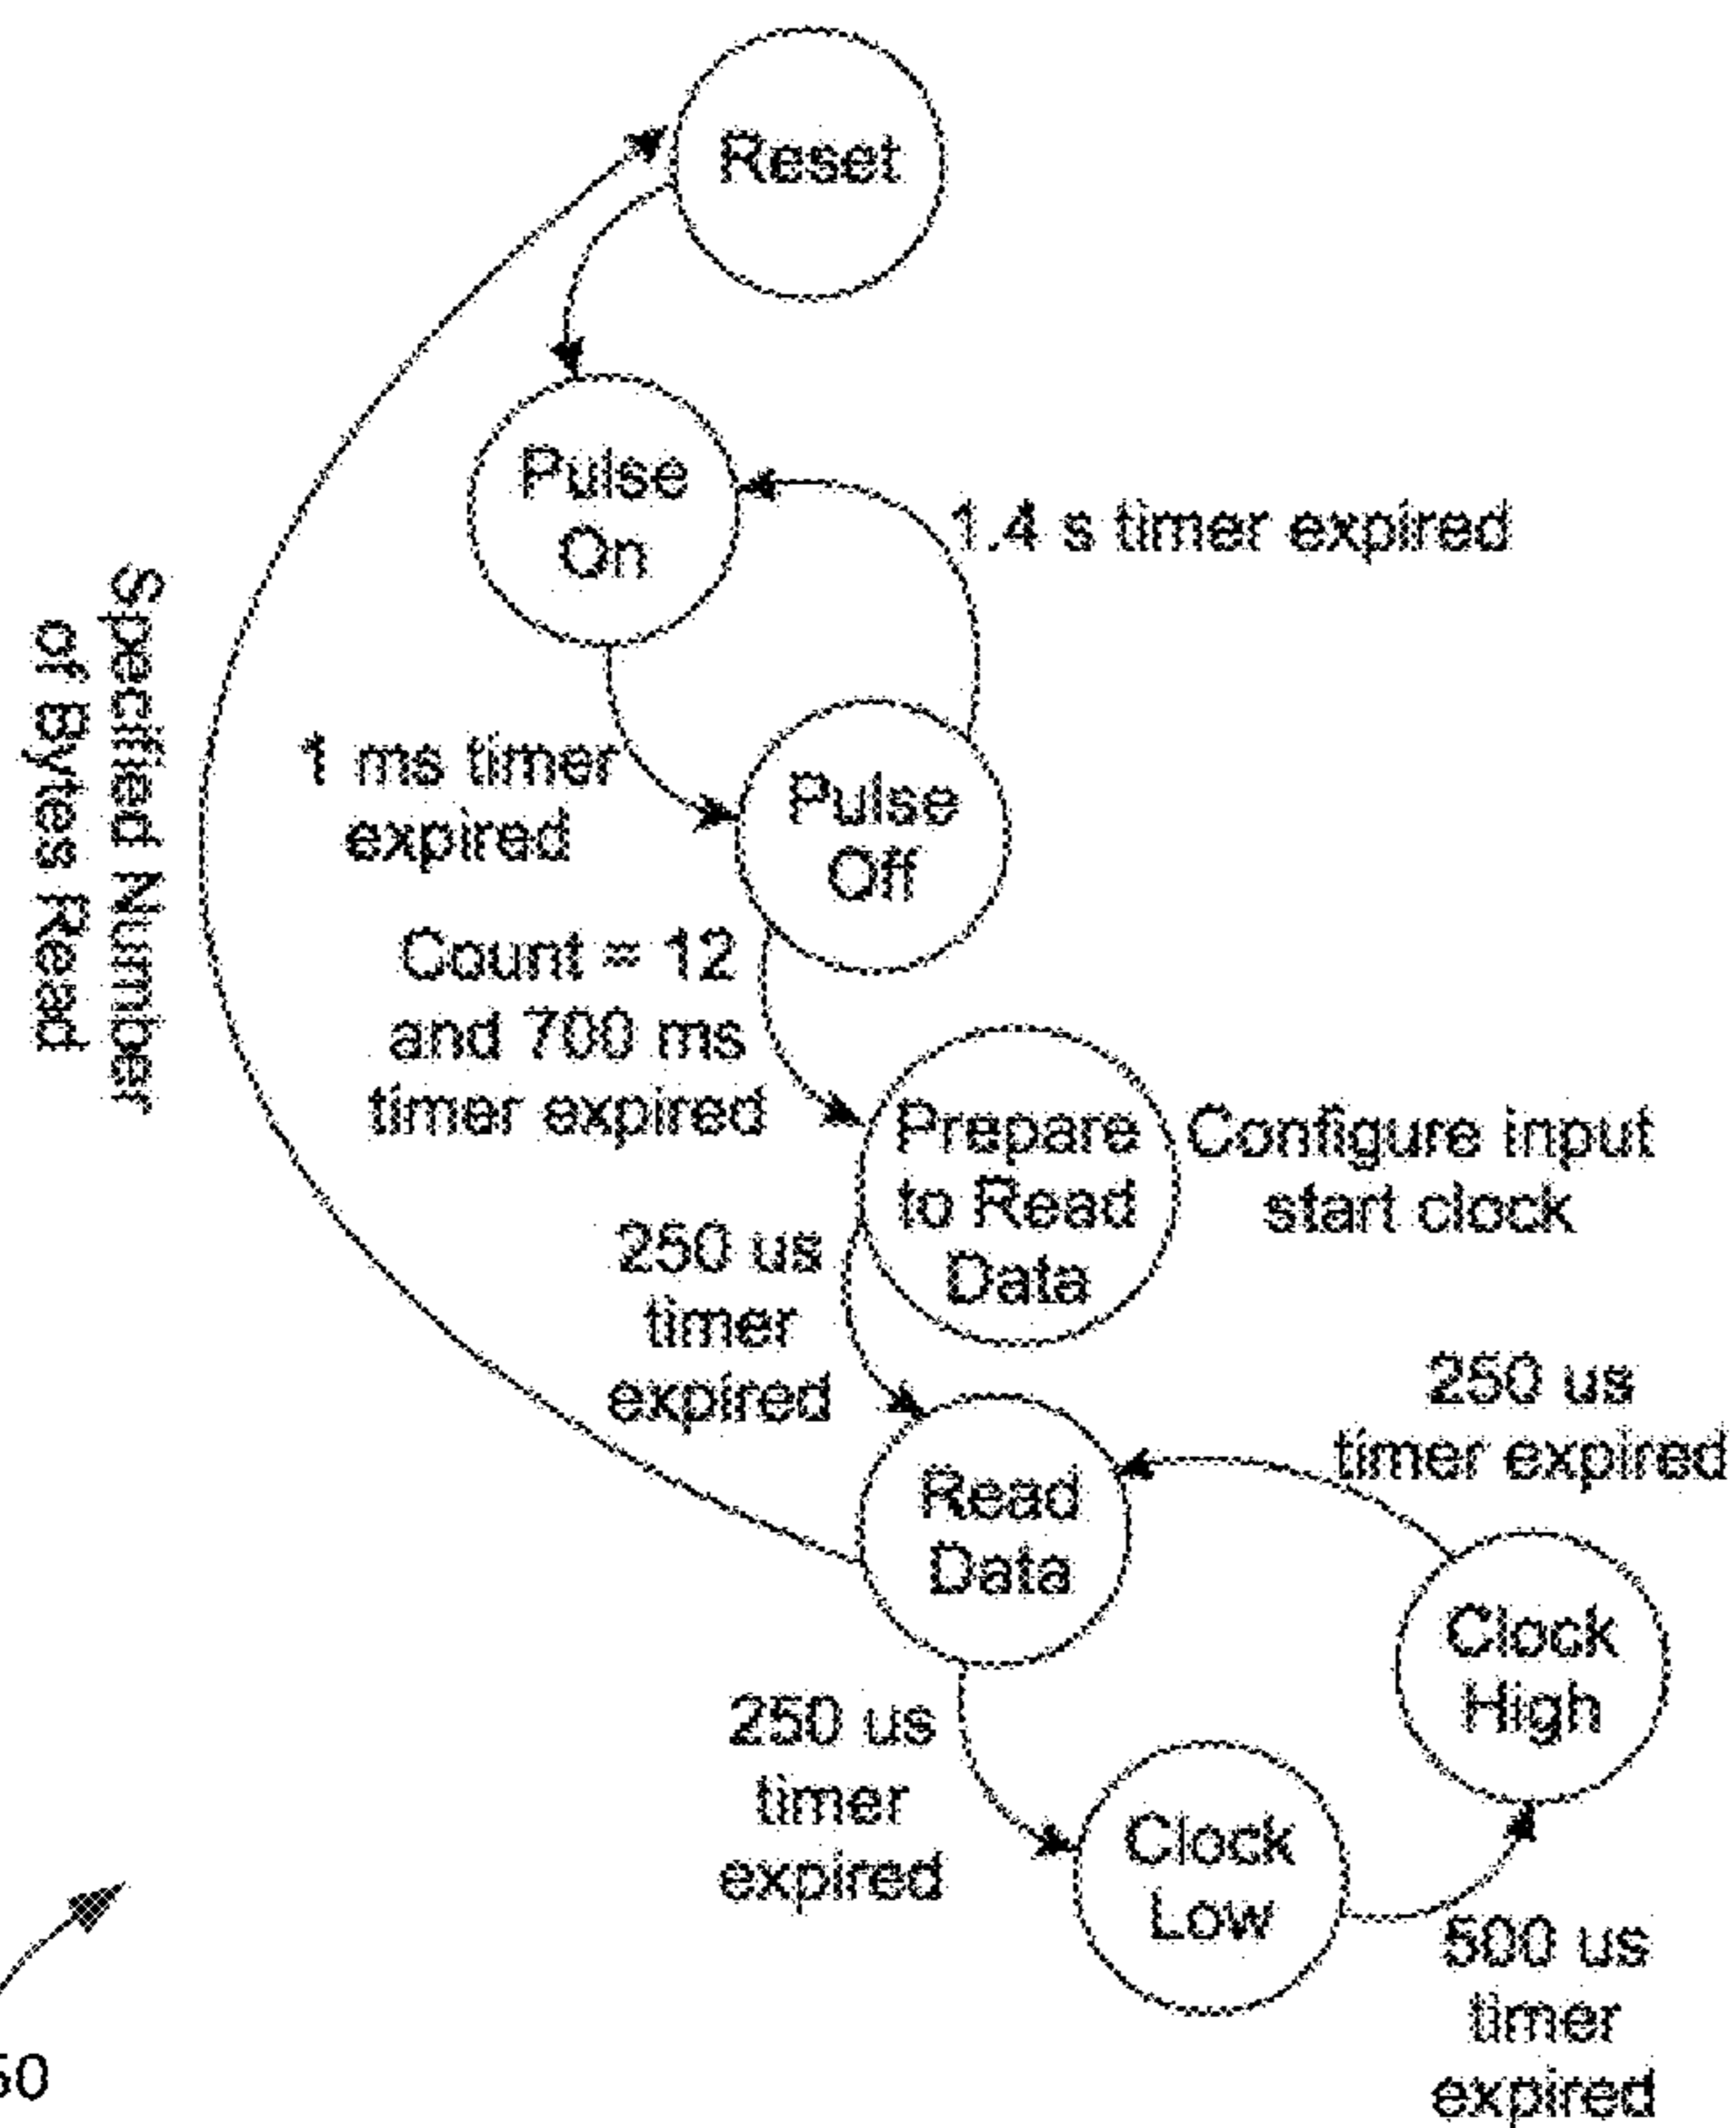 Reset
Pulse
On
1.4 s timer expired
Specified Number
of Bytes Read
1 ms timer
expired
Pulse
Off
Count = 12
and 700 ms
timer expired
Prepare
to Read
Data
Configure input
start clock
250 us
timer
expired
250 us
timer expired
Read
Data
Clock
High
250 us
timer
expired
Clock
Low
500 us
timer
expired